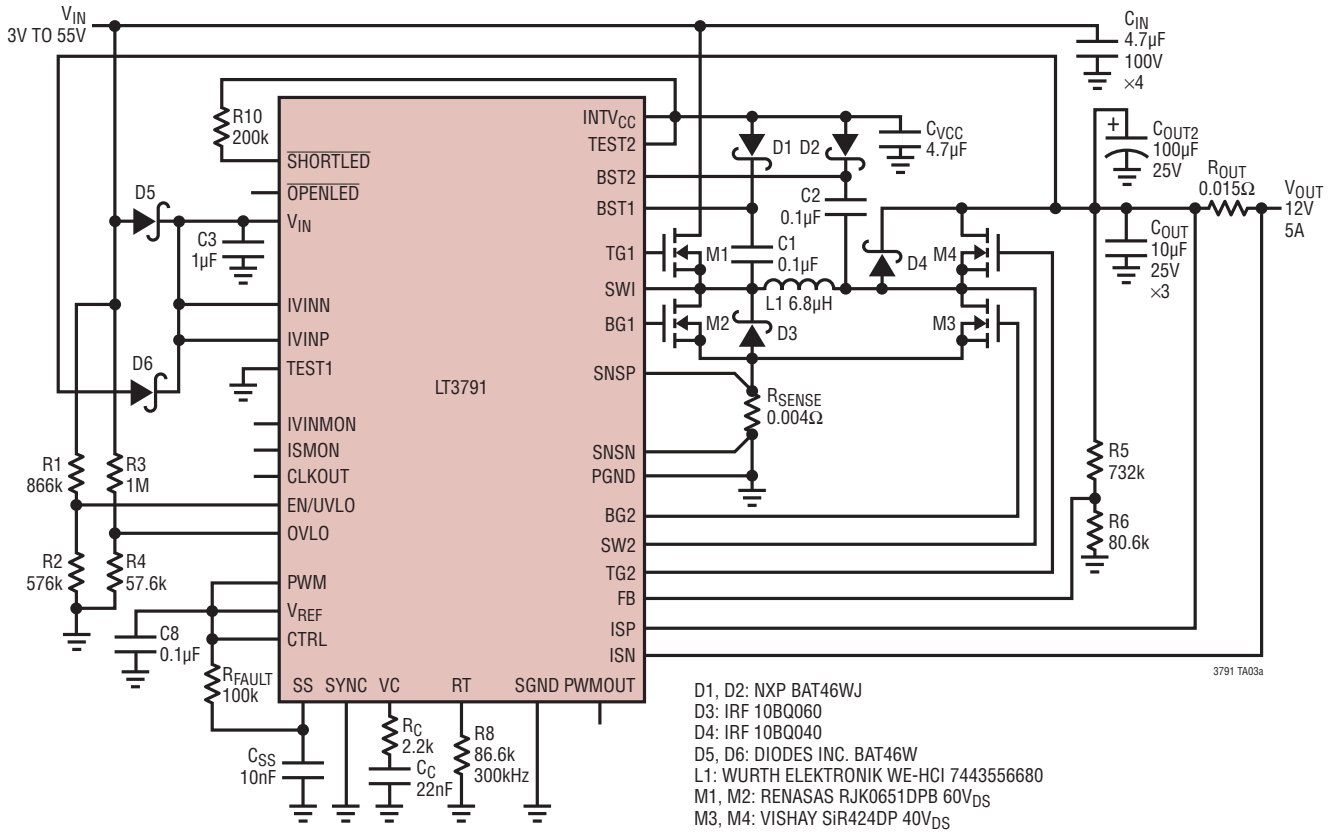 VIN
3V TO 55V
CIN
4.7µF
100V
×4
R10
200k
INTVCC
TEST2
D1
D2
CVCC
4.7µF
+
COUT2
100µF
25V
ROUT
0.015Ω
VOUT
12V
5A
SHORTLED
OPENLED
BST2
BST1
D5
VIN
C3
1µF
C2
0.1µF
TG1
M1
C1
0.1µF
D4
M4
COUT
10µF
25V
×3
SWI
L1 6.8µH
IVINN
BG1
M2
D3
M3
IVINP
D6
TEST1
LT3791
SNSP
RSENSE
0.004Ω
IVINMON
ISMON
CLKOUT
SNSN
PGND
R1
866k
R3
1M
R5
732k
EN/UVLO
OVLO
BG2
SW2
R6
80.6k
R2
576k
R4
57.6k
PWM
TG2
VREF
FB
C8
0.1µF
CTRL
ISP
ISN
RFAULT
100k
SS
SYNC
VC
RT
SGND
PWMOUT
3791 TA03a
CSS
10nF
RC
2.2k
CC
22nF
R8
86.6k
300kHz
D1, D2: NXP BAT46WJ
D3: IRF 10BQ060
D4: IRF 10BQ040
D5, D6: DIODES INC. BAT46W
L1: WURTH ELEKTRONIK WE-HCI 7443556680
M1, M2: RENASAS RJK0651DPB 60VDS
M3, M4: VISHAY SiR424DP 40VDS